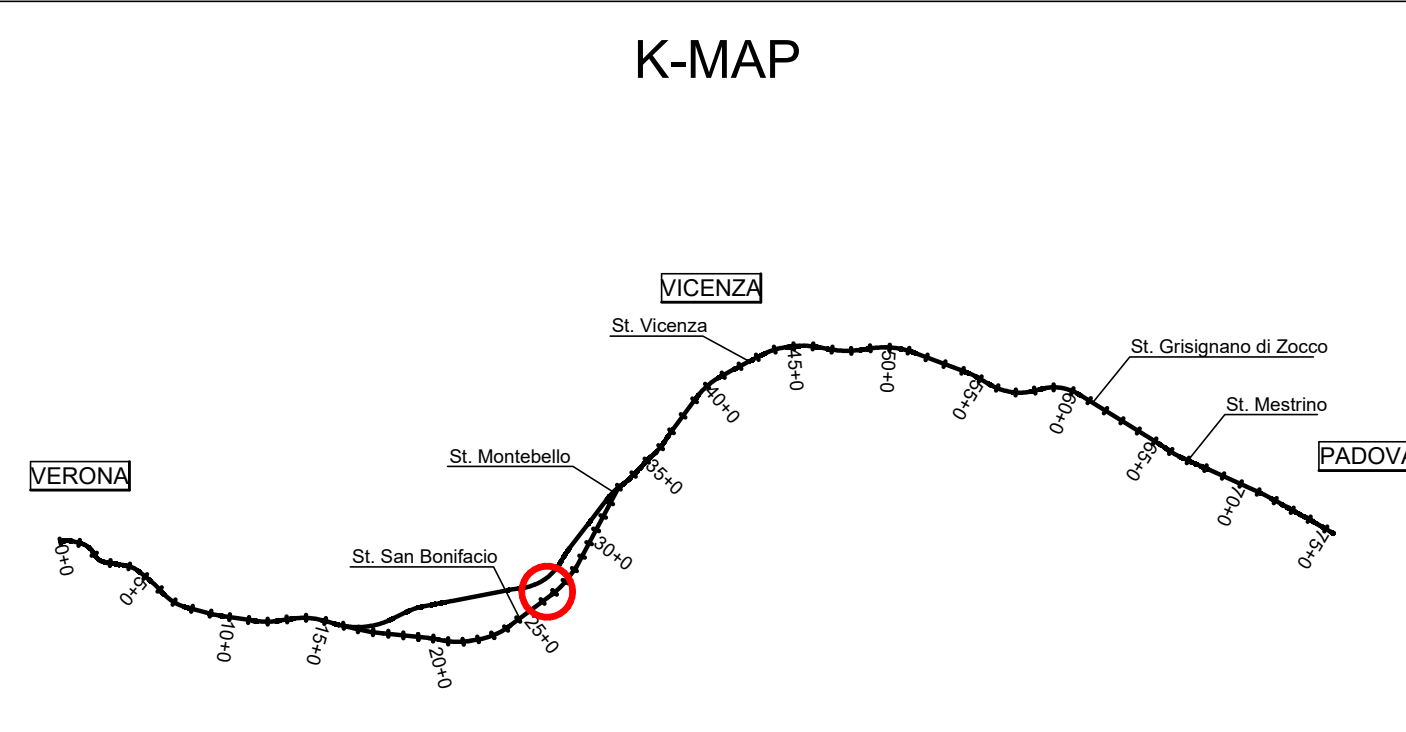 K-MAP
VICENZA
St. Vicenza
St. Grisignano di Zocco
St. Mestrino
PADOVA
St. Montebello
VERONA
St. San Bonifacio
0+0
5+0
10+0
15+0
20+0
25+0
30+0
35+0
40+0
45+0
50+0
55+0
60+0
65+0
70+0
75+0